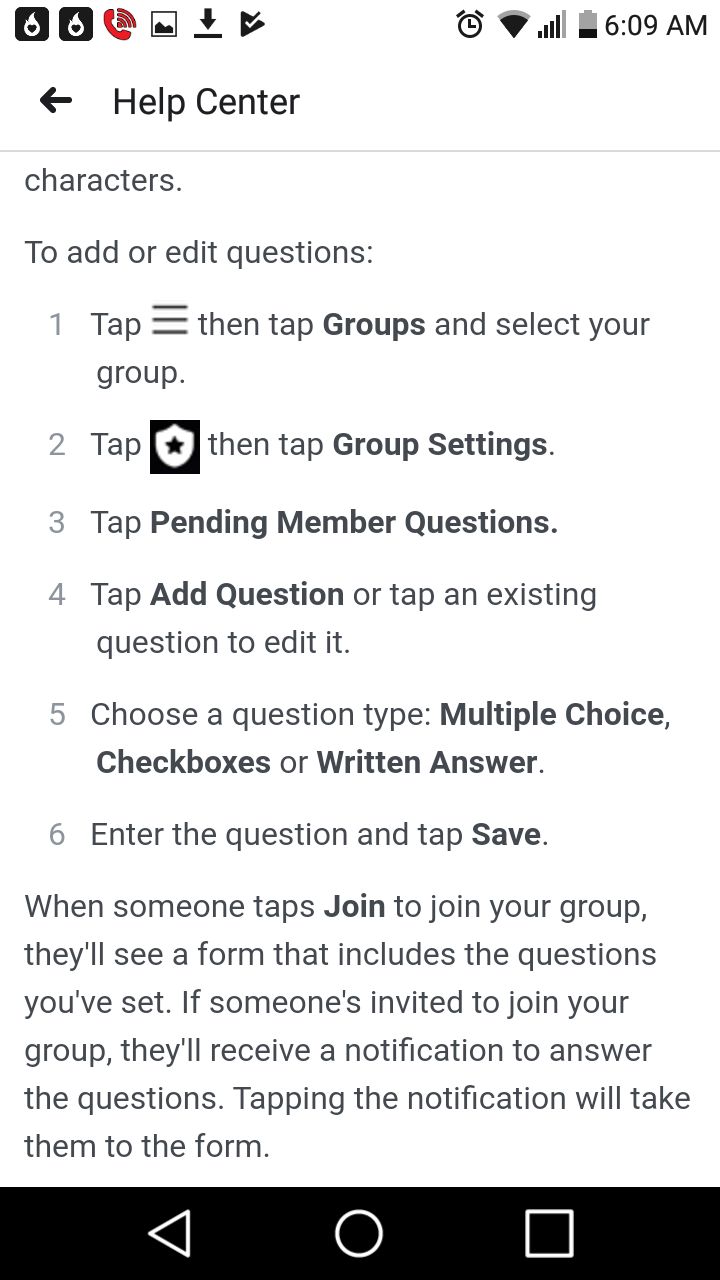 6:09 AM
Help Center
characters.
To add or edit questions:
1 Tap then tap Groups and select your
group.
2 Tap then tap Group Settings.
3 Tap Pending Member Questions.
4 Tap Add Question or tap an existing
question to edit it.
5 Choose a question type: Multiple Choice,
Checkboxes or Written Answer.
6 Enter the question and tap Save.
When someone taps Join to join your group,
they'll see a form that includes the questions
you've set. If someone's invited to join your
group, they'll receive a notification to answer
the questions. Tapping the notification will take
them to the form.